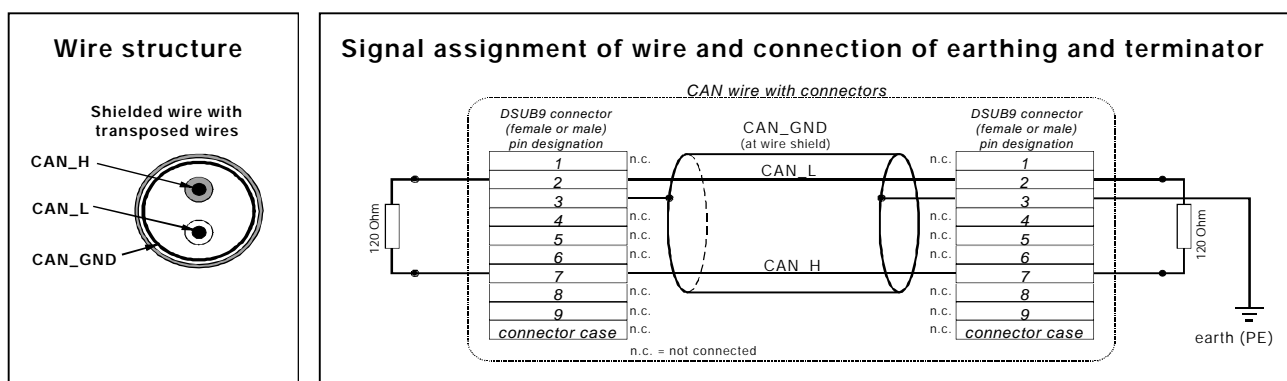 Wire structure
Shielded wire with
transposed wires
CAN_H
CAN_L
CAN_GND
Signal assignment of wire and connection of earthing and terminator
CAN wire with connectors
DSUB9 connector
(female or male)
pin designation
CAN_GND
(at wire shield)
DSUB9 connector
(female or male)
pin designation
1 n.c. n.c. 1
2 CAN_L 2
3 3
4 n.c. n.c. 4
5 n.c. n.c. 5
6 n.c. n.c. 6
7 CAN_H 7
8 n.c. n.c. 8
9 n.c. n.c. 9
connector case n.c. n.c. connector case
120 Ohm
120 Ohm
n.c. = not connected
earth (PE)